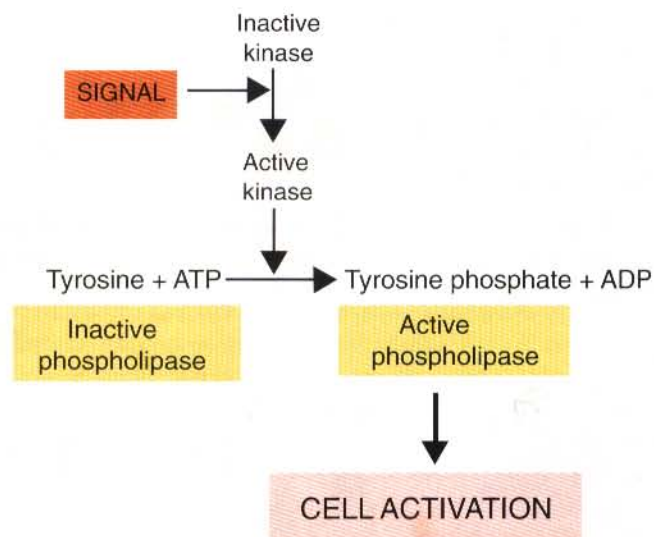 Inactive
kinase
SIGNAL
Active
kinase
Tyrosine + ATP
Tyrosine phosphate + ADP
Inactive
phospholipase
Active
phospholipase
CELL ACTIVATION